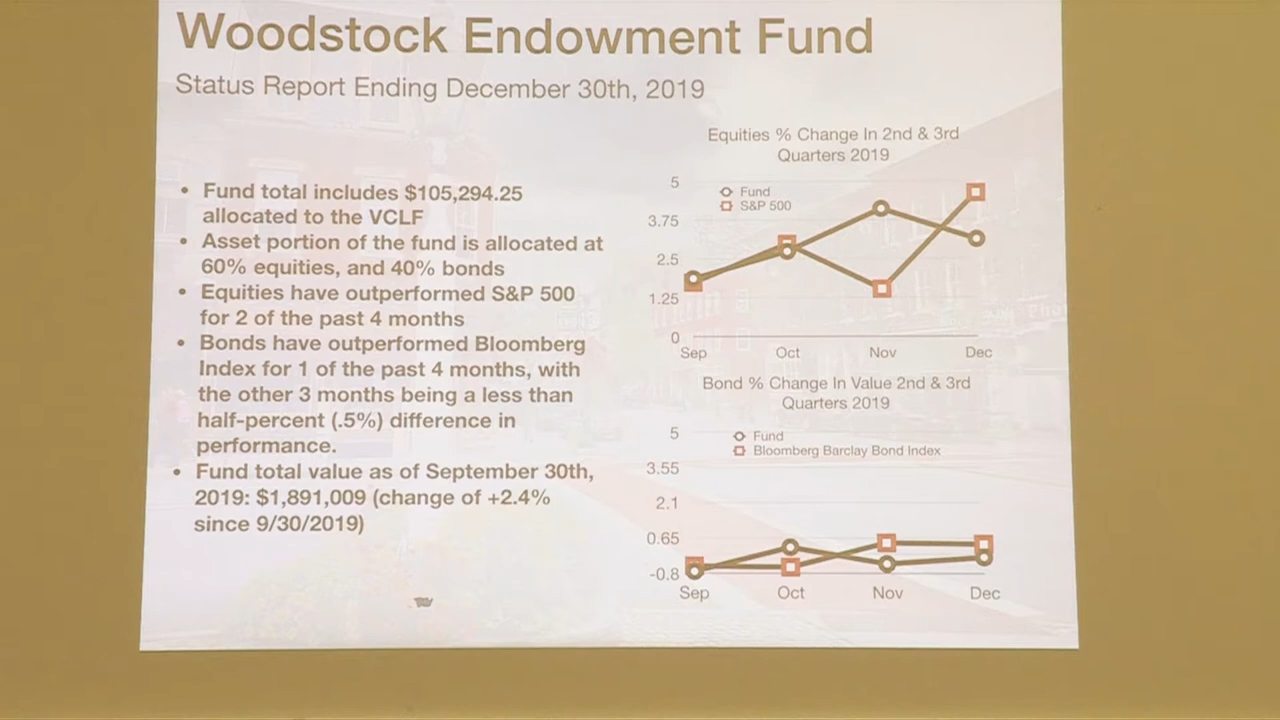 Woodstock Endowment Fund
Status Report Ending December 30th, 2019
• Fund total includes $105,294.25
allocated to the VCLF
• Asset portion of the fund is allocated at
60% equities, and 40% bonds
• Equities have outperformed S&P 500
for 2 of the past 4 months
• Bonds have outperformed Bloomberg
Index for 1 of the past 4 months, with
the other 3 months being a less than
half-percent (.5%) difference in
performance.
• Fund total value as of September 30th,
2019: $1,891,009 (change of +2.4%
since 9/30/2019)
Equities % Change In 2nd & 3rd
Quarters 2019
Fund
S&P 500
5
3.75
2.5
1.25
0
Sep Oct Nov Dec
Bond % Change In Value 2nd & 3rd
Quarters 2019
Fund
Bloomberg Barclay Bond Index
5
3.55
2.1
0.65
-0.8
Sep Oct Nov Dec